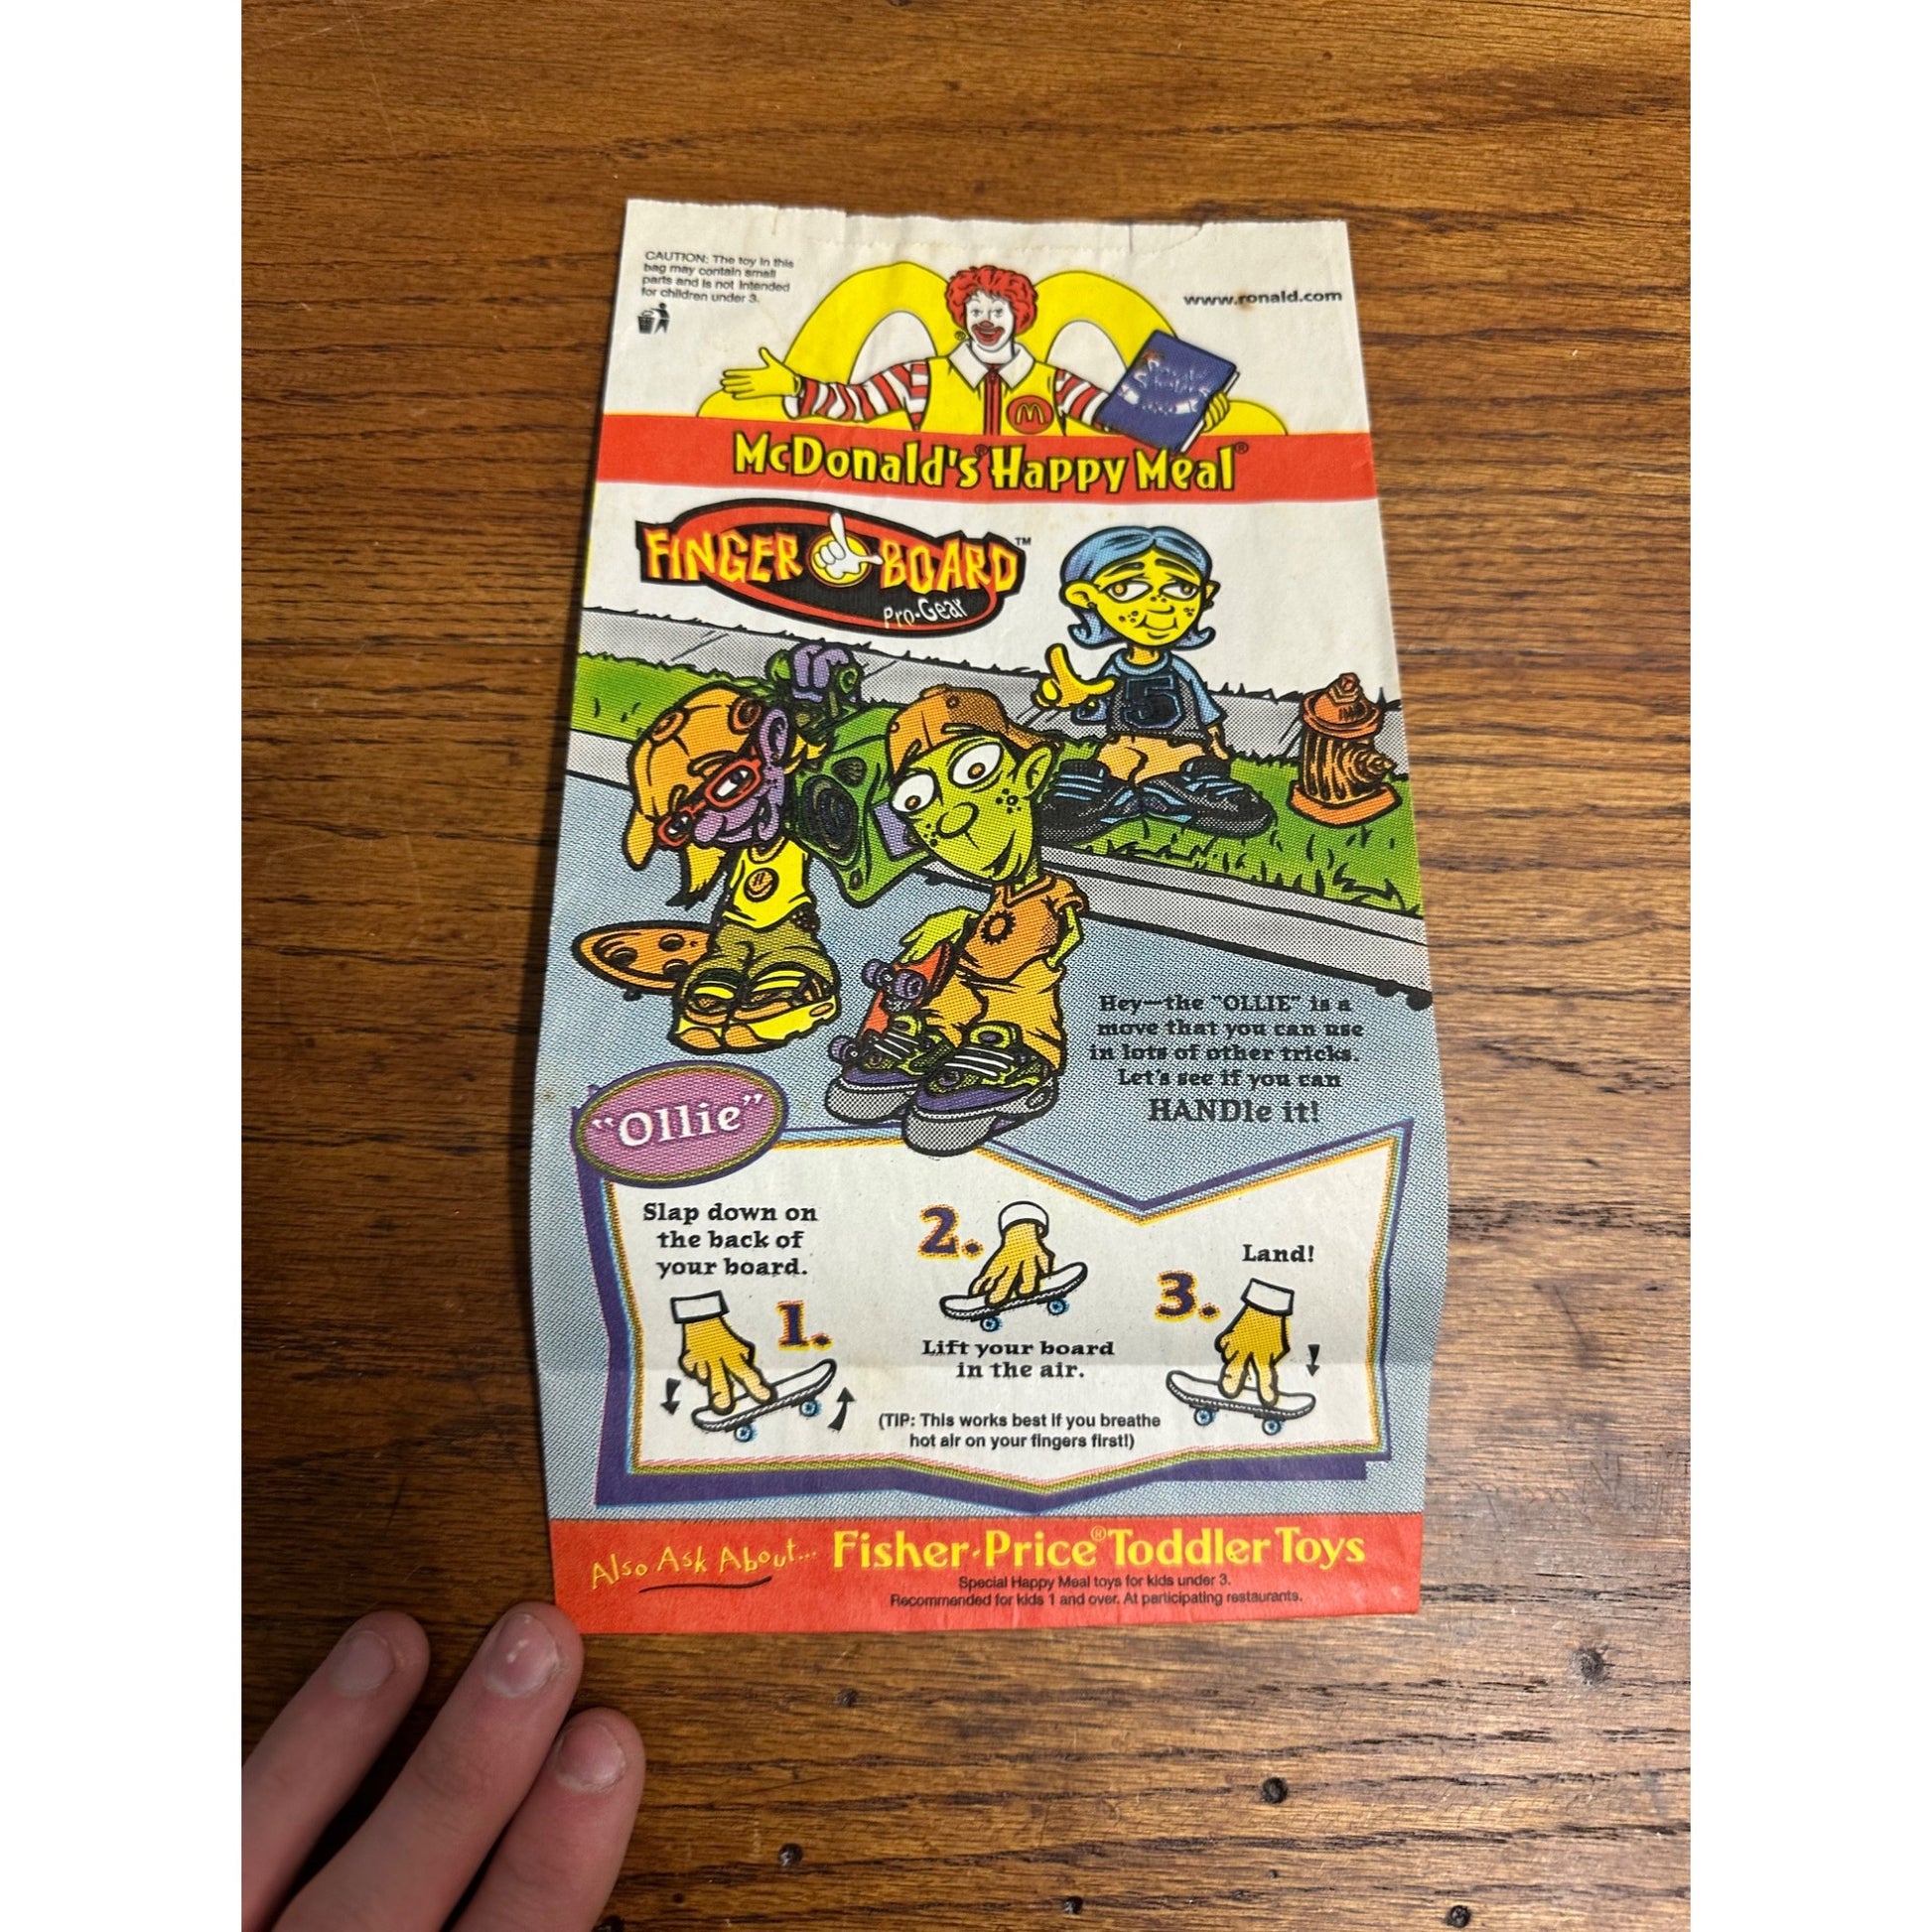 CAUTION: The toy in this
bag may contain small
parts and is not intended
for children under 3.
www.ronald.com
McDonald's® Happy Meal®
FINGER BOARD™
Pro-Gear
5
Hey—the "OLLIE" is a
move that you can use
in lots of other tricks.
Let's see if you can
HANDle it!
"Ollie"
Slap down on
the back of
your board.
1.
2.
Lift your board
in the air.
3.
Land!
(TIP: This works best if you breathe
hot air on your fingers first!)
Also Ask About... Fisher-Price® Toddler Toys
Special Happy Meal toys for kids under 3.
Recommended for kids 1 and over. At participating restaurants.